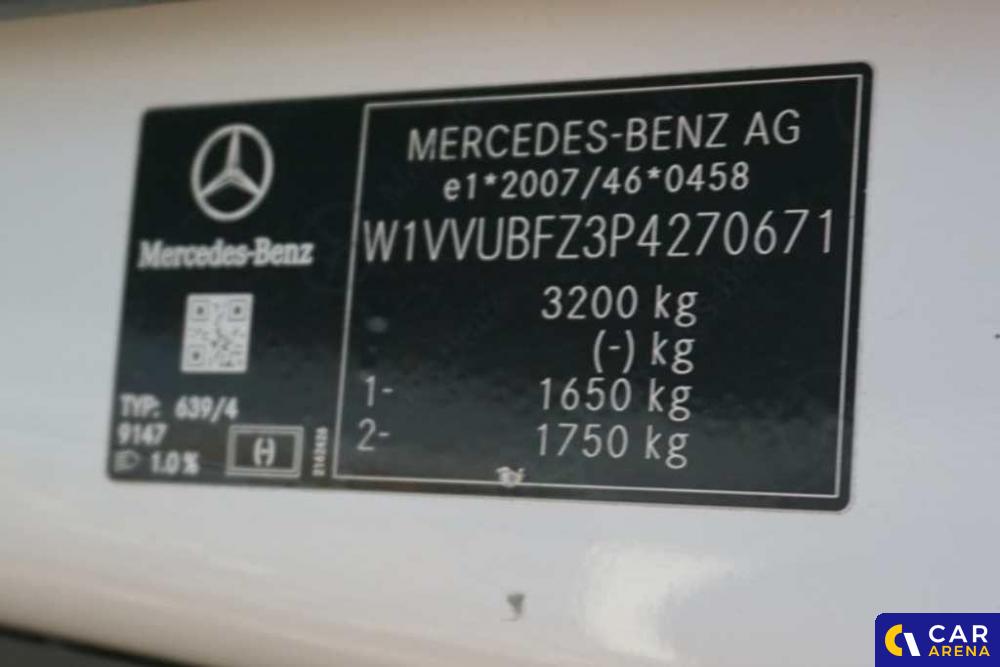 Mercedes-Benz
TYP: 639/4
9147
1.0 %
(-)
MERCEDES-BENZ AG
e1*2007/46*0458
W1VVUBFZ3P4270671
3200 kg
(-) kg
1- 1650 kg
2- 1750 kg
CAR
ARENA